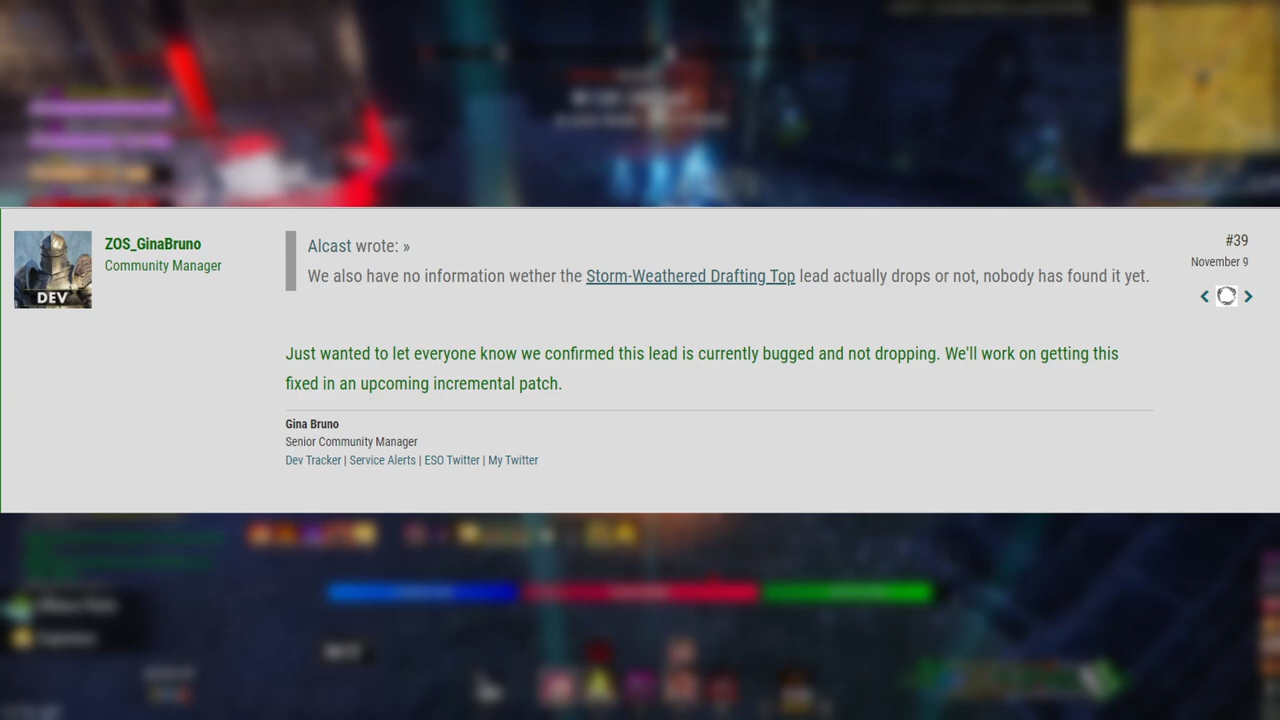 ZOS_GinaBruno
Community Manager
DEV
Alcast wrote: »
We also have no information wether the Storm-Weathered Drafting Top lead actually drops or not, nobody has found it yet.
#39
November 9
Just wanted to let everyone know we confirmed this lead is currently bugged and not dropping. We'll work on getting this
fixed in an upcoming incremental patch.
Gina Bruno
Senior Community Manager
Dev Tracker | Service Alerts | ESO Twitter | My Twitter